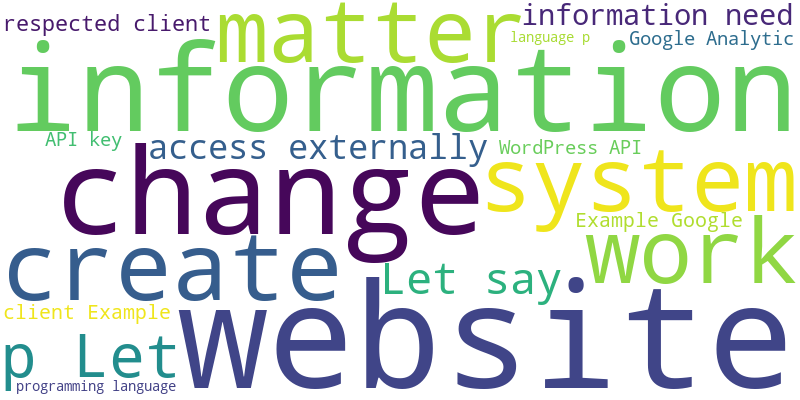 respected client
matter
information need
language p
Google Analytic
information
API key
access externally
WordPress API
change
system
Example Google
create
work
Let say
website
client Example
p Let
programming language